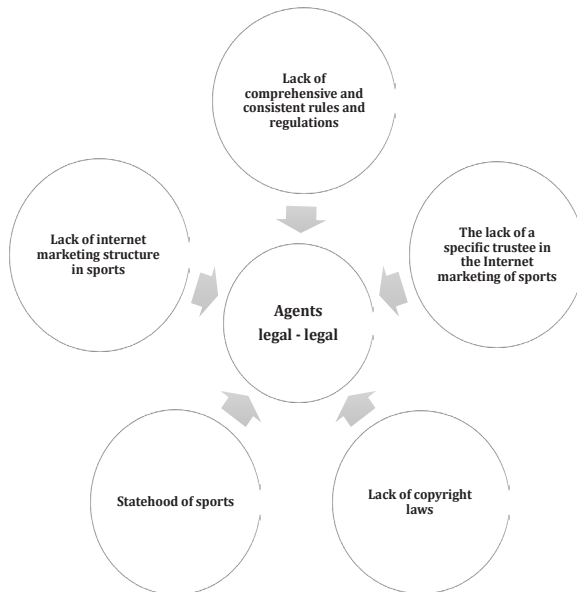 Lack of
comprehensive and
consistent rules and
regulations
Lack of internet
marketing structure
in sports
The lack of a
specific trustee in
the Internet
marketing of sports
Agents
legal - legal
Statehood of sports
Lack of copyright
laws